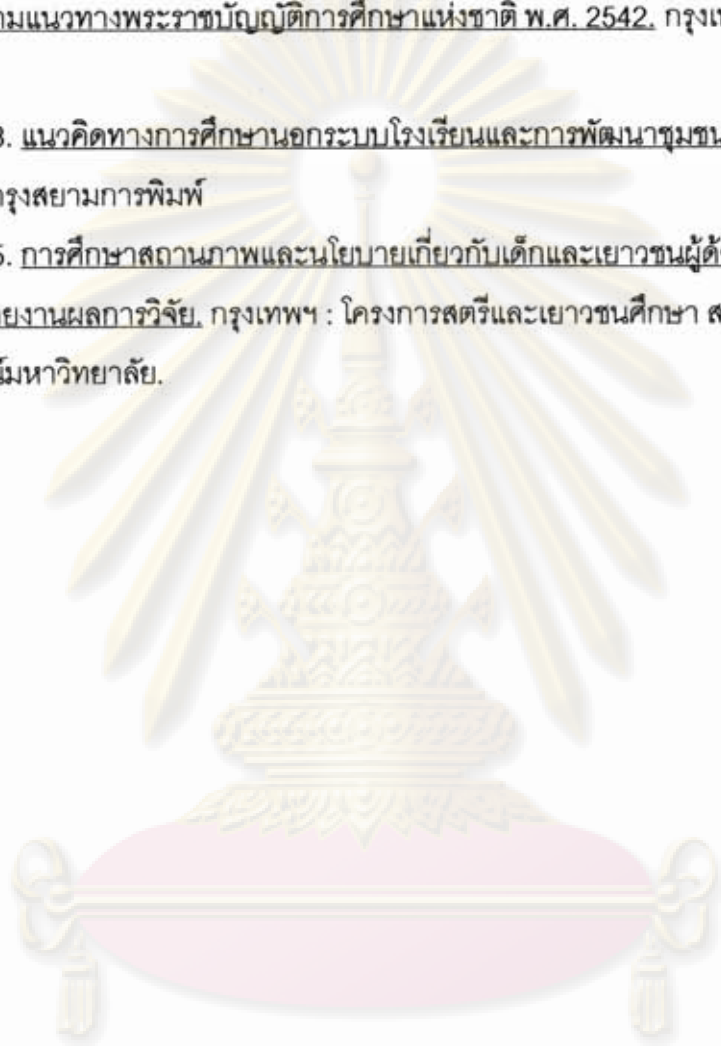 ามแนวทางพระราชบัญญัติการศึกษาแห่งชาติ พ.ศ. 2542. กรุงเท
3. แนวคิดทางการศึกษานอกระบบโรงเรียนและการพัฒนาชุมชน
กรุงสยามการพิมพ์
5. การศึกษาสถานภาพและนโยบายเกี่ยวกับเด็กและเยาวชนผู้ด้
ยงานผลการวิจัย. กรุงเทพฯ : โครงการสตรีและเยาวชนศึกษา ส
์มหาวิทยาลัย.